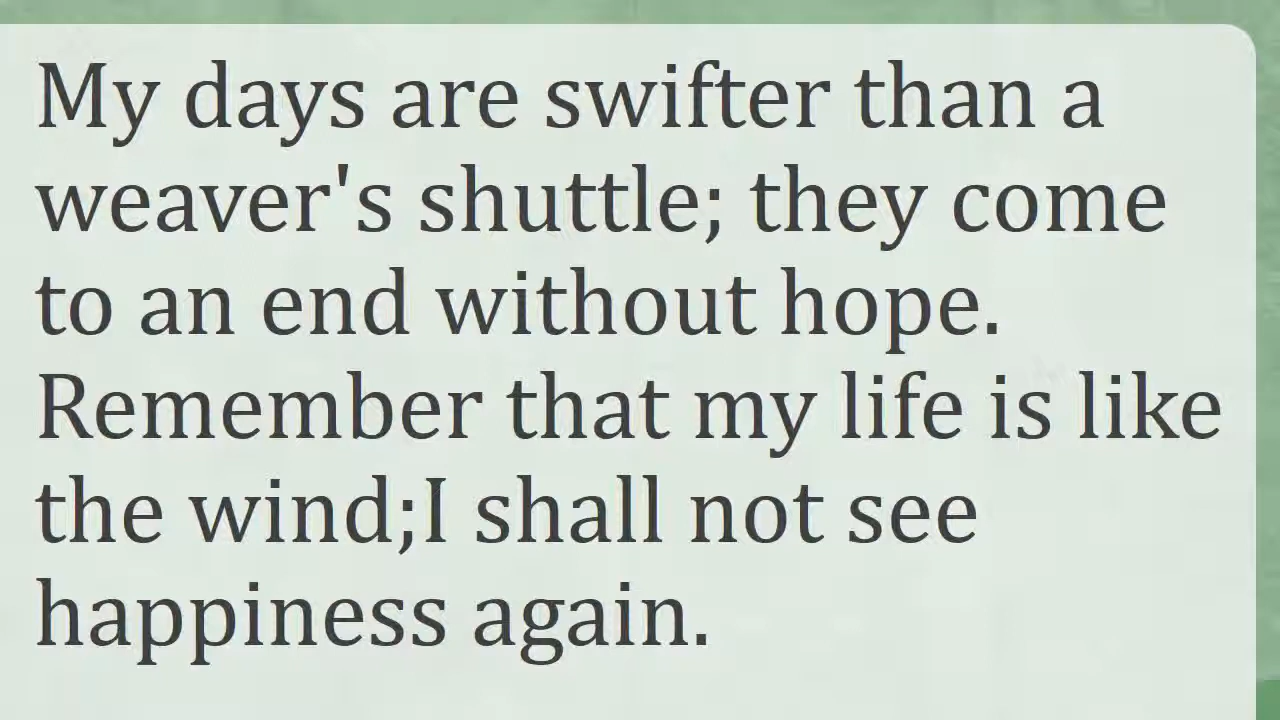 My days are swifter than a
weaver's shuttle; they come
to an end without hope.
Remember that my life is like
the wind;I shall not see
happiness again.